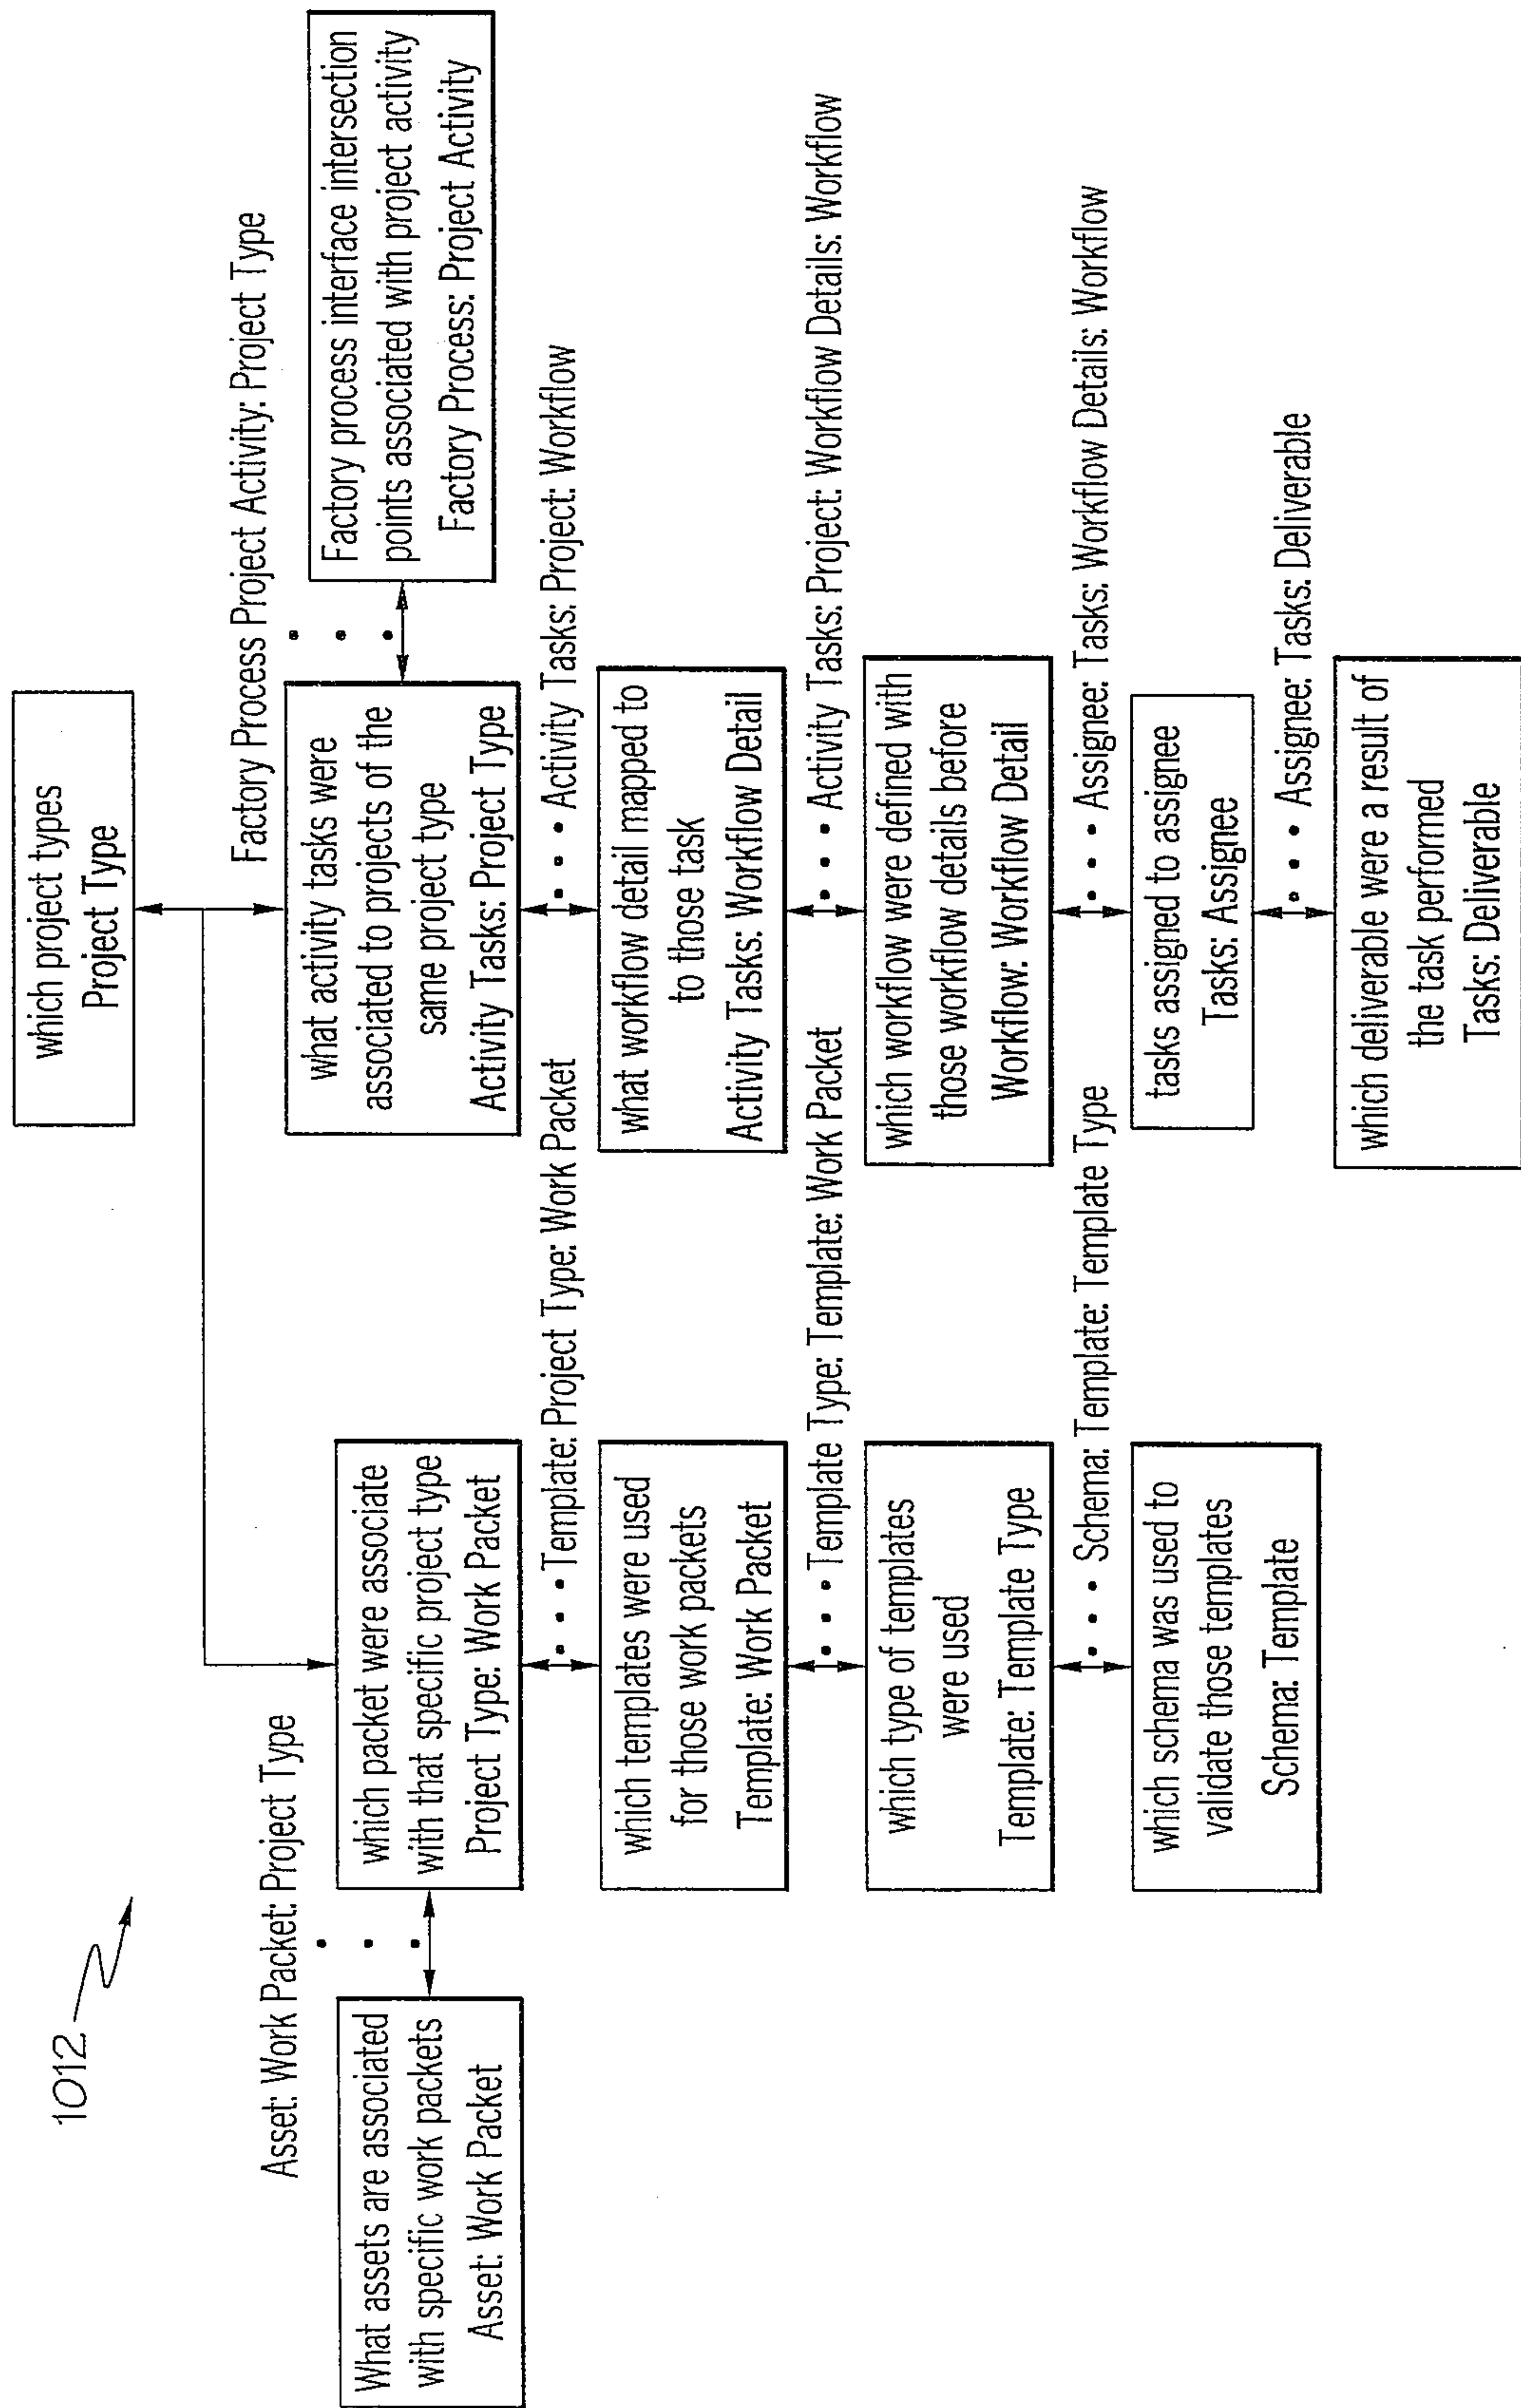 1012
which project types
Project Type
Asset: Work Packet: Project Type
Factory Process Project Activity: Project Type
What assets are associated
with specific work packets
Asset: Work Packet
which packet were associate
with that specific project type
Project Type: Work Packet
what activity tasks were
associated to projects of the
same project type
Activity Tasks: Project Type
Factory process interface intersection
points associated with project activity
Factory Process: Project Activity
Template: Project Type: Work Packet
Activity Tasks: Project: Workflow
which templates were used
for those work packets
Template: Work Packet
what workflow detail mapped to
to those task
Activity Tasks: Workflow Detail
Template Type: Template: Work Packet
Activity Tasks: Project: Workflow Details: Workflow
which type of templates
were used
Template: Template Type
which workflow were defined with
those workflow details before
Workflow: Workflow Detail
Schema: Template: Template Type
Assignee: Tasks: Workflow Details: Workflow
which schema was used to
validate those templates
Schema: Template
tasks assigned to assignee
Tasks: Assignee
Assignee: Tasks: Deliverable
which deliverable were a result of
the task performed
Tasks: Deliverable